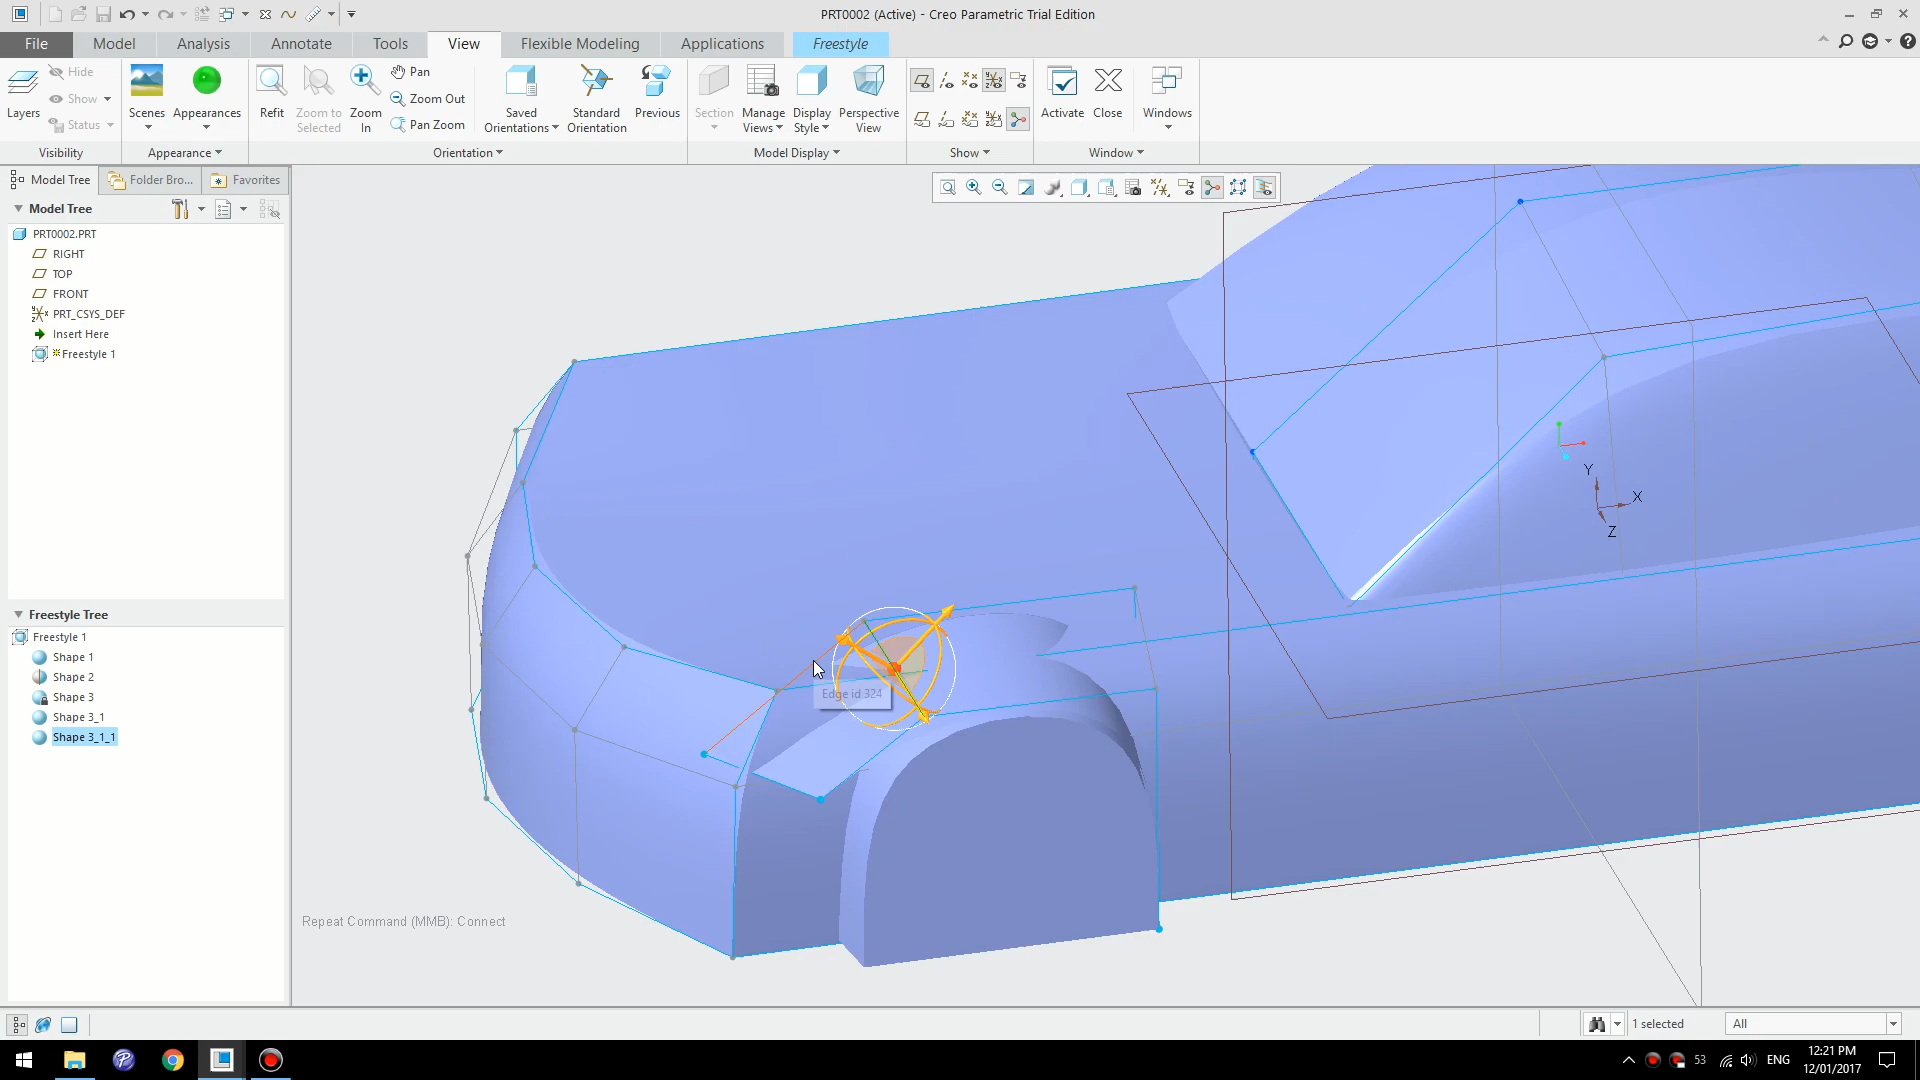 PRT0002 (Active) - Creo Parametric Trial Edition
File
Model
Analysis
Annotate
Tools
View
Flexible Modeling
Applications
Freestyle
Layers
Hide
Show
Status
Visibility
Scenes
Appearances
Appearance
Refit
Zoom to
Selected
Zoom
In
Pan
Zoom Out
Pan Zoom
Saved
Orientations
Standard
Orientation
Previous
Orientation
Section
Manage
Views
Display
Style
Perspective
View
Model Display
Show
Activate
Close
Windows
Window
Model Tree
Folder Bro...
Favorites
Model Tree
PRT0002.PRT
RIGHT
TOP
FRONT
PRT_CSYS_DEF
Insert Here
Freestyle 1
Freestyle Tree
Freestyle 1
Shape 1
Shape 2
Shape 3
Shape 3_1
Shape 3_1_1
Y
X
Z
Edge id 324
Repeat Command (MMB): Connect
1 selected
All
53
ENG
12:21 PM
12/01/2017